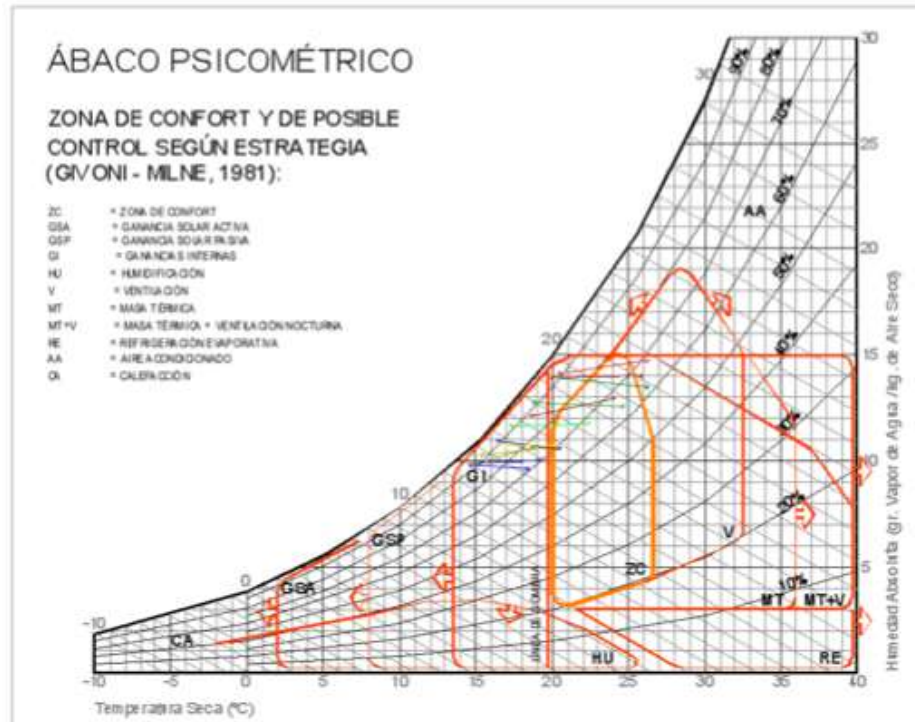 ÁBACO PSICOMÉTRICO
ZONA DE CONFORT Y DE POSIBLE
CONTROL SEGÚN ESTRATEGIA
(GIVONI - MILNE, 1981):
ZC = ZONA DE CONFORT
GSA = GANANCIA SOLAR ACTIVA
GSP = GANANCIA SOLAR PASIVA
GI = GANANCIAS INTERNAS
HU = HUMIDIFICACIÓN
V = VENTILACIÓN
MT = MASA TÉRMICA
MT+V = MASA TÉRMICA + VENTILACIÓN NOCTURNA
RE = REFRIGERACIÓN EVAPORATIVA
AA = AIRE ACONDICIONADO
CA = CALEFACCIÓN
30
90%
80%
30
70%
25
60%
AA
20
50%
20
40%
15
30%
10
GI
10
20%
GSP
V
5
0
GSA
ZC
10%
MT
MT+V
-10
CA
LÍNEA DE SOMBRA
HU
RE
-10 -5 0 5 10 15 20 25 30 35 40
Temperatura Seca (ºC)
Humedad Absoluta (gr. Vapor de Agua /kg. de Aire Seco)